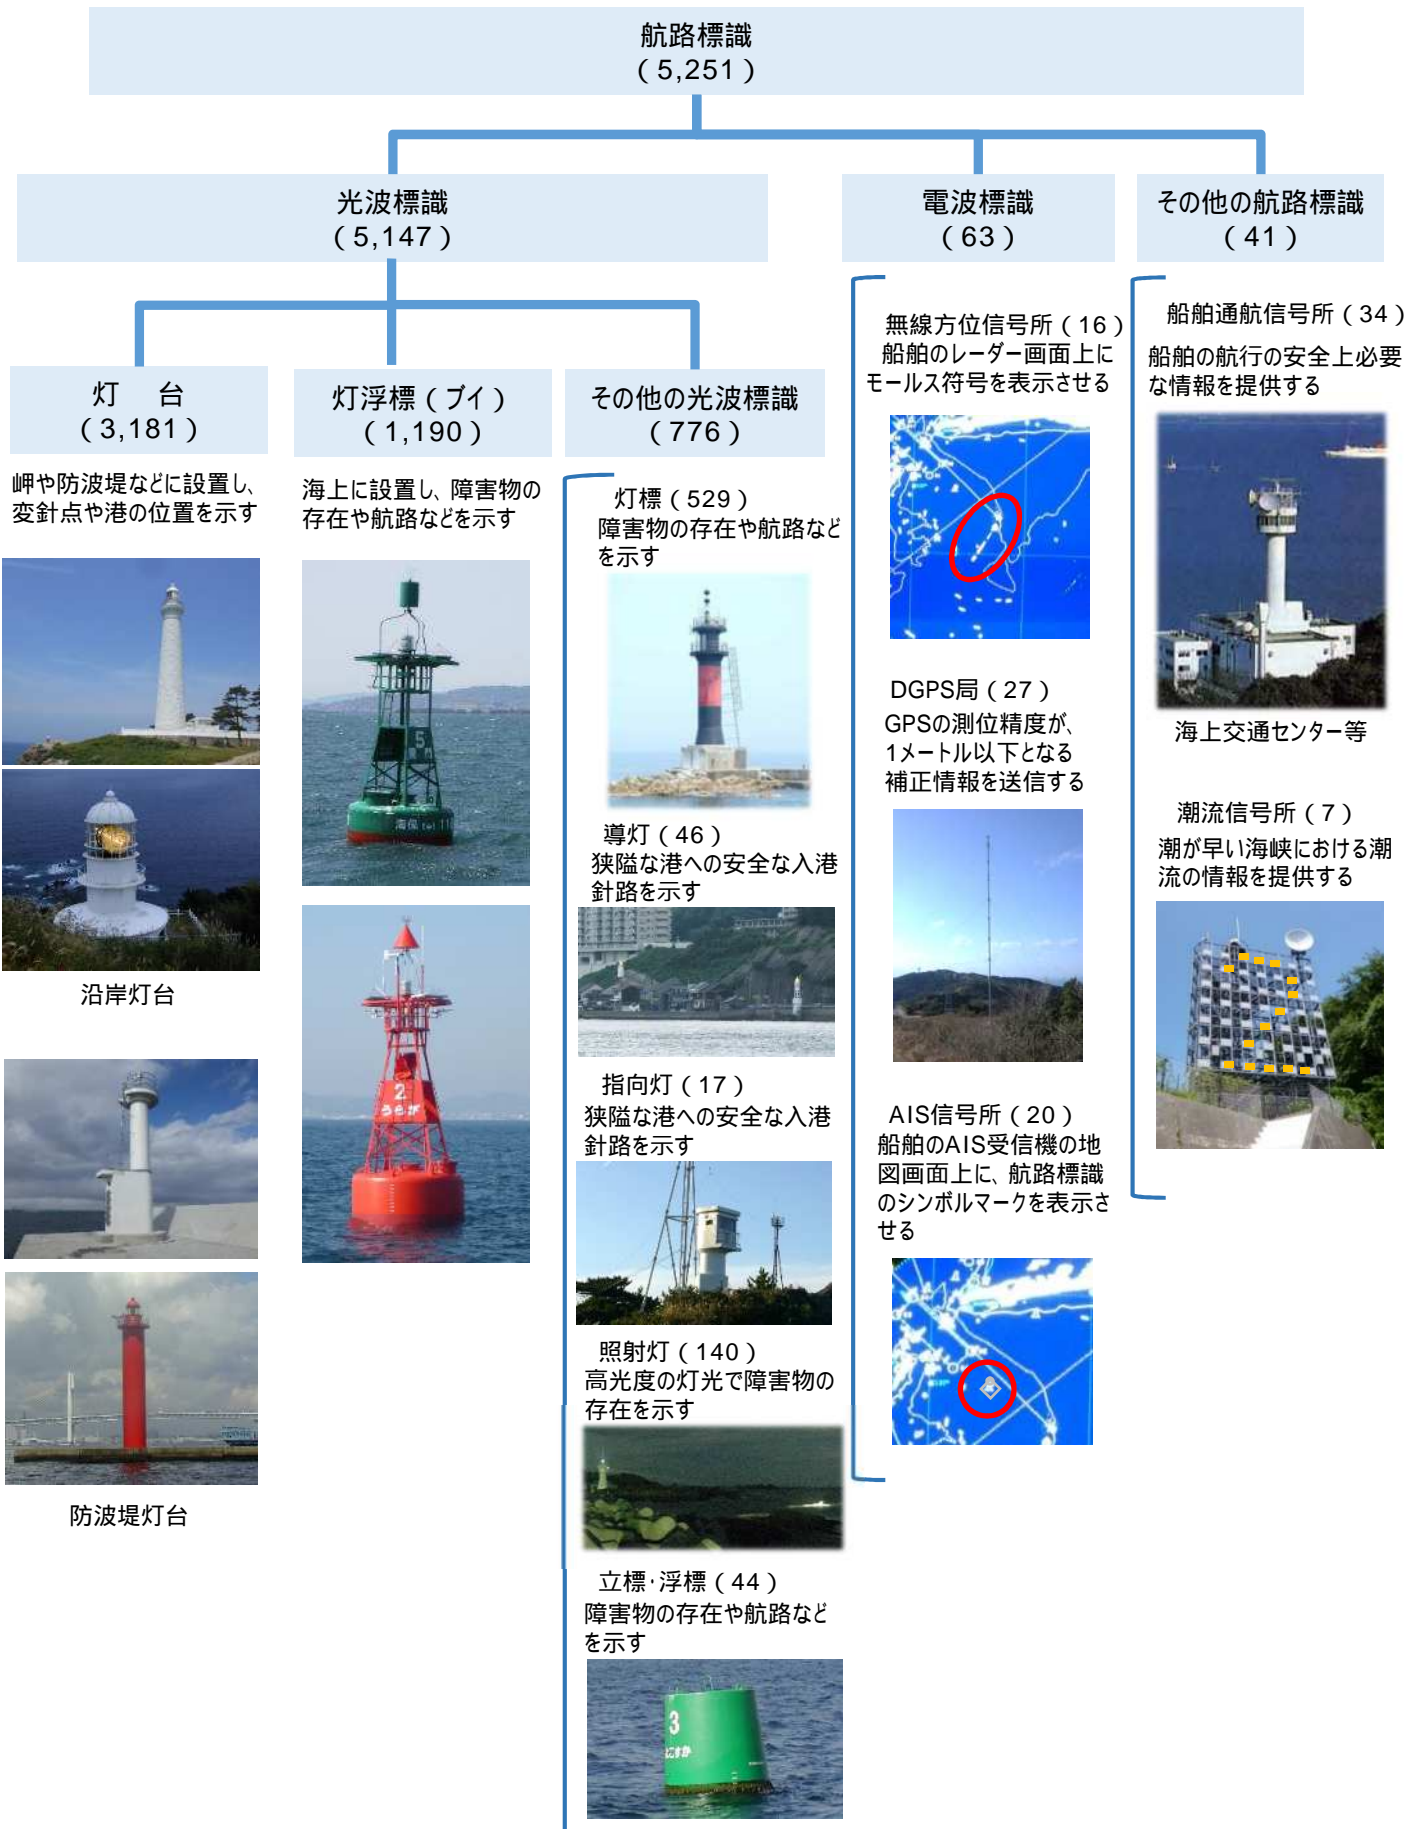 航路標識
（5,251）
光波標識
（5,147）
電波標識
（63）
その他の航路標識
（41）
灯　台
（3,181）
岬や防波堤などに設置し、
変針点や港の位置を示す
沿岸灯台
防波堤灯台
灯浮標（ブイ）
（1,190）
海上に設置し、障害物の
存在や航路などを示す
5
海保
2
うらが
その他の光波標識
（776）
灯標（529）
障害物の存在や航路など
を示す
導灯（46）
狭隘な港への安全な入港
針路を示す
指向灯（17）
狭隘な港への安全な入港
針路を示す
照射灯（140）
高光度の灯光で障害物の
存在を示す
立標・浮標（44）
障害物の存在や航路など
を示す
3
無線方位信号所（16）
船舶のレーダー画面上に
モールス符号を表示させる
DGPS局（27）
GPSの測位精度が、
1メートル以下となる
補正情報を送信する
AIS信号所（20）
船舶のAIS受信機の地
図画面上に、航路標識
のシンボルマークを表示さ
せる
船舶通航信号所（34）
船舶の航行の安全上必要
な情報を提供する
海上交通センター等
潮流信号所（7）
潮が早い海峡における潮
流の情報を提供する